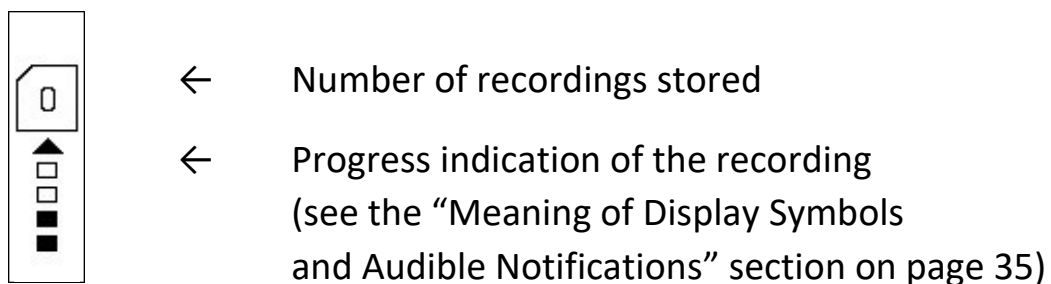 0
← Number of recordings stored
← Progress indication of the recording
(see the “Meaning of Display Symbols
and Audible Notifications” section on page 35)